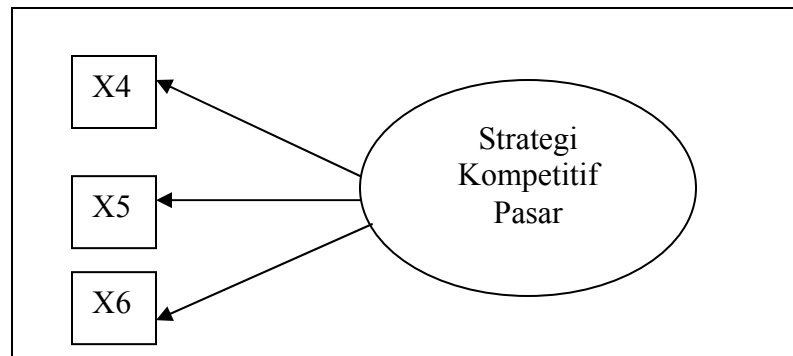 X4
X5
X6
Strategi
Kompetitif
Pasar